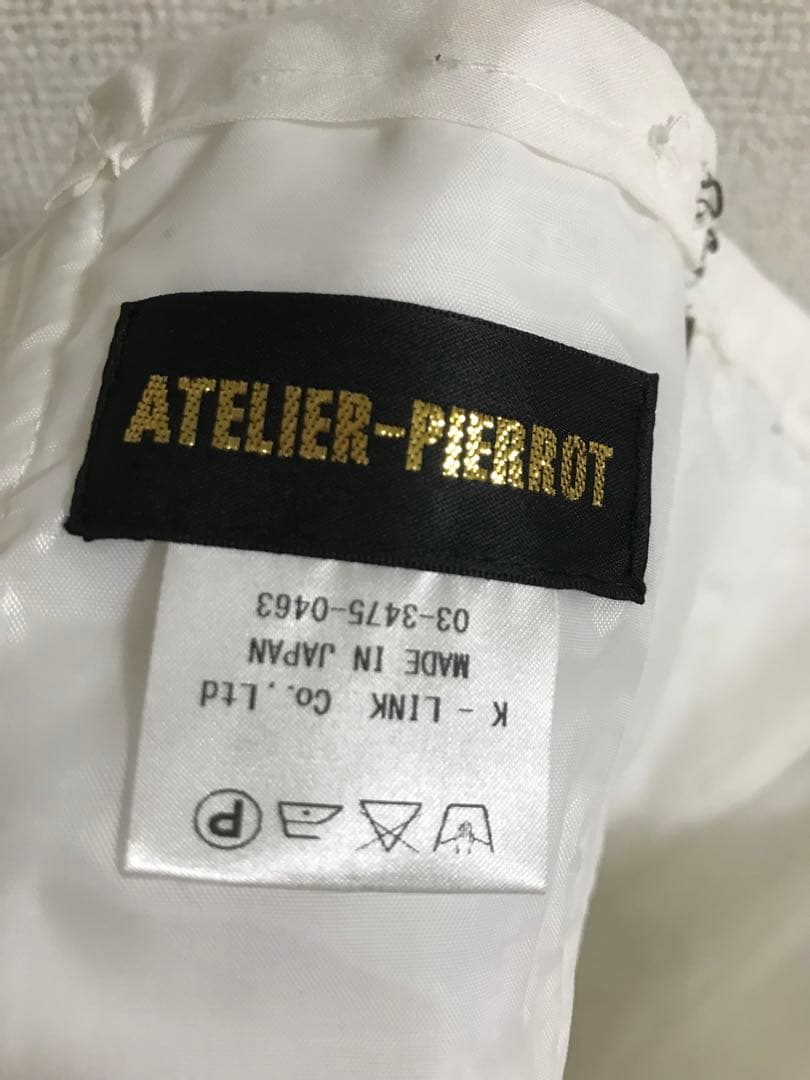 ATELIER-PIERROT
K - LINK Co.,Ltd
MADE IN JAPAN
03-3475-0463
P